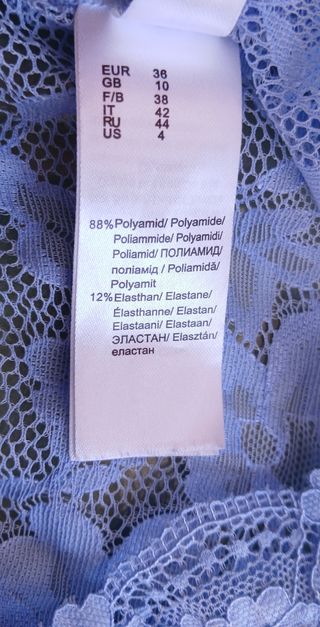 EUR 36
GB 10
F/B 38
IT 42
RU 44
US 4
88%Polyamid/ Polyamide/
Poliammide/ Polyamidi/
Poliamid/ ПОЛИАМИД/
поліамід / Poliamidă/
Polyamit
12%Elasthan/ Elastane/
Élasthanne/ Elastan/
Elastaani/ Elastaan/
ЭЛАСТАН/ Elasztán/
еластан